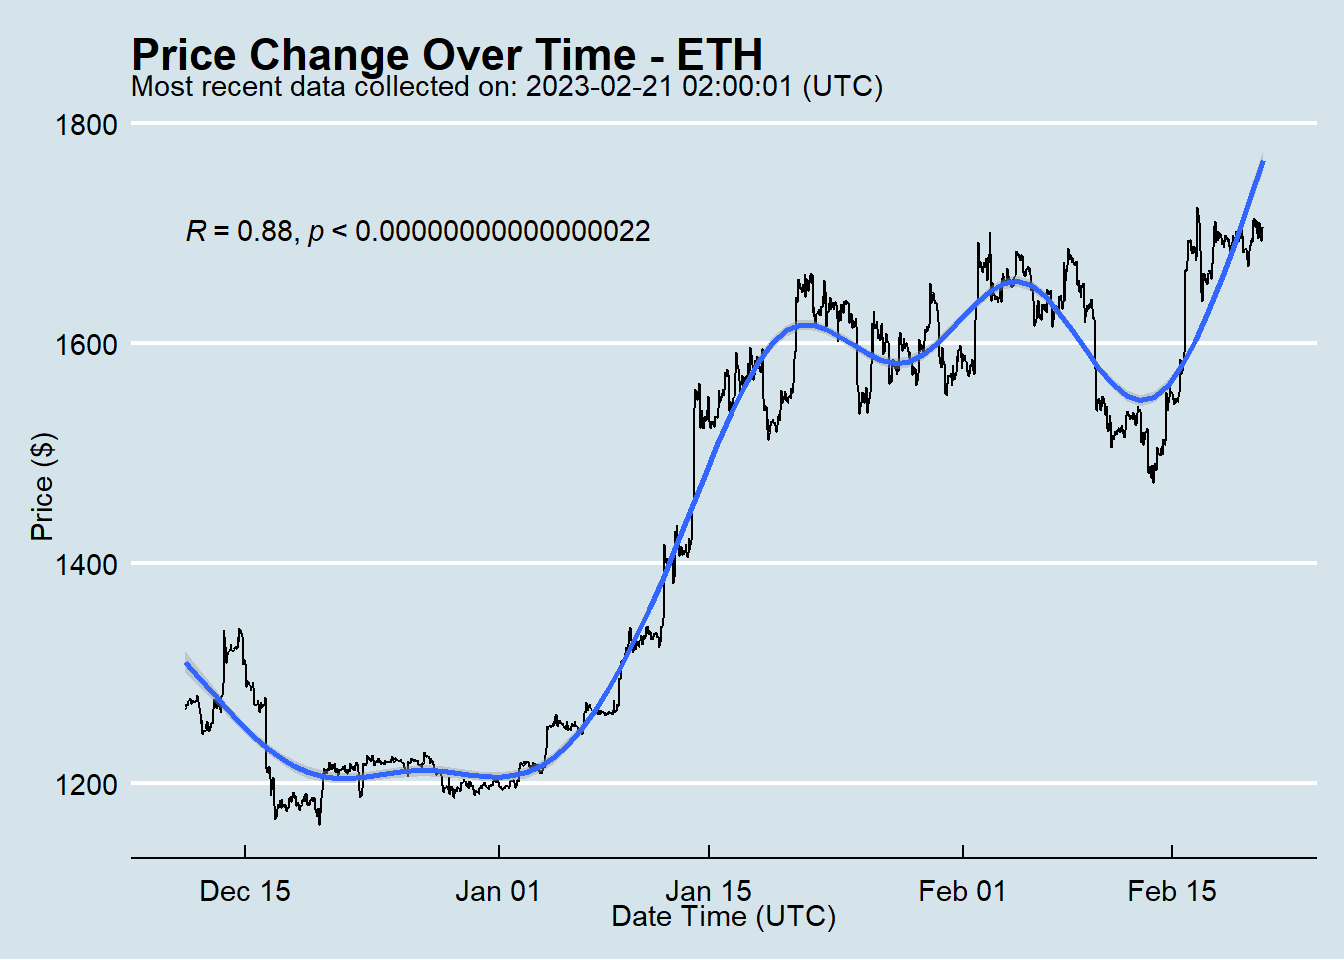 Price Change Over Time - ETH
Most recent data collected on: 2023-02-21 02:00:01 (UTC)
1800
R = 0.88, p < 0.00000000000000022
1600
Price ($)
1400
1200
Dec 15 Jan 01 Jan 15 Feb 01 Feb 15
Date Time (UTC)